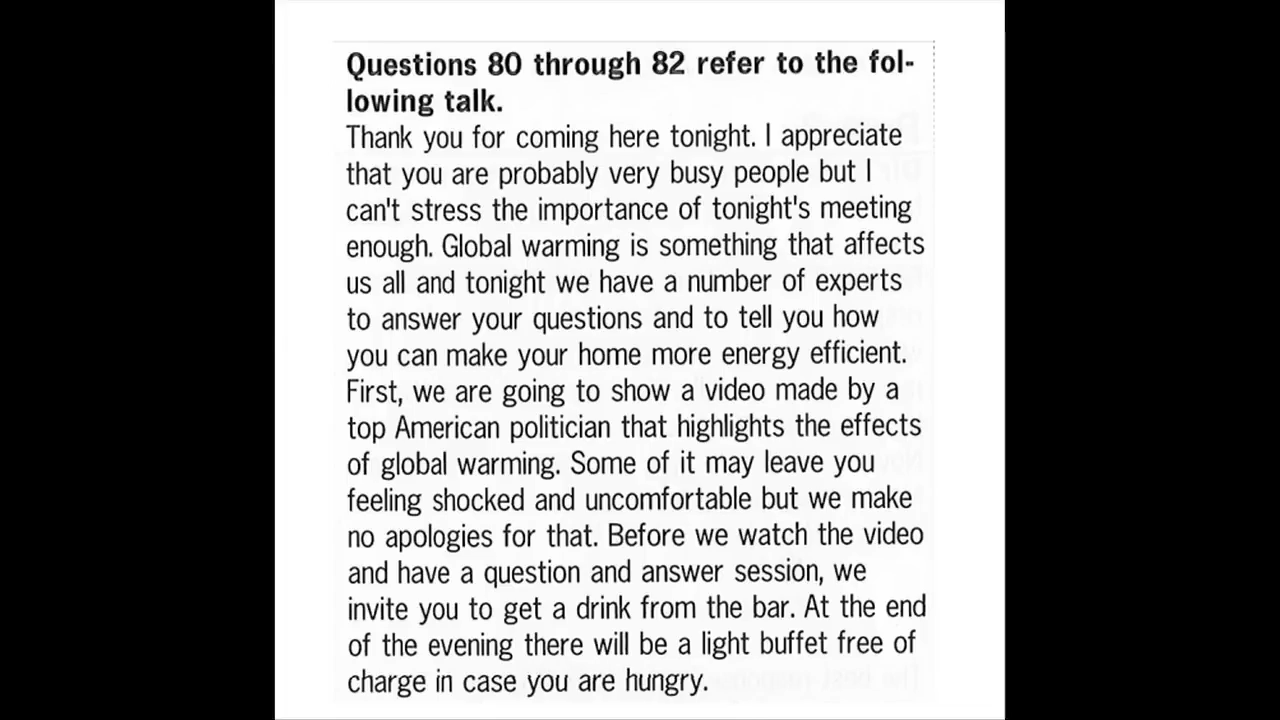 Questions 80 through 82 refer to the fol-
lowing talk.
Thank you for coming here tonight. I appreciate
that you are probably very busy people but I
can't stress the importance of tonight's meeting
enough. Global warming is something that affects
us all and tonight we have a number of experts
to answer your questions and to tell you how
you can make your home more energy efficient.
First, we are going to show a video made by a
top American politician that highlights the effects
of global warming. Some of it may leave you
feeling shocked and uncomfortable but we make
no apologies for that. Before we watch the video
and have a question and answer session, we
invite you to get a drink from the bar. At the end
of the evening there will be a light buffet free of
charge in case you are hungry.